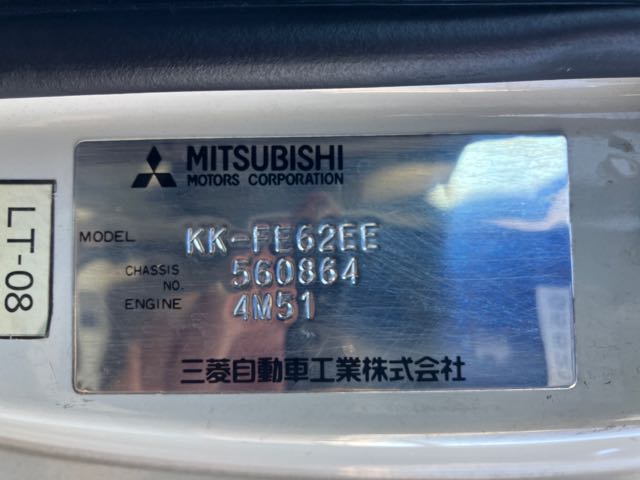 MITSUBISHI
MOTORS CORPORATION
MODEL KK-FE62EE
CHASSIS NO. 560864
ENGINE 4M51
三菱自動車工業株式会社
LT-08